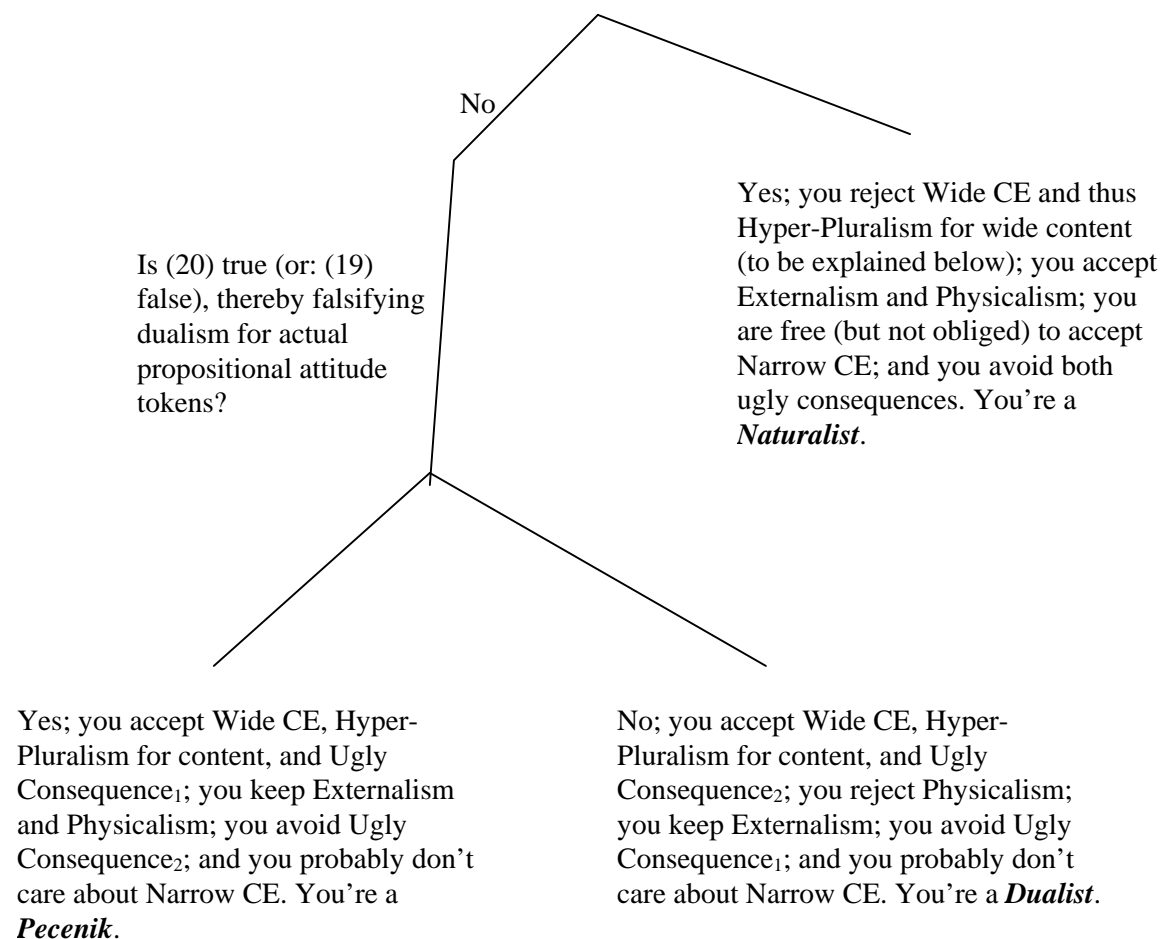 No
Yes; you reject Wide CE and thus
Hyper-Pluralism for wide content
(to be explained below); you accept
Externalism and Physicalism; you
are free (but not obliged) to accept
Narrow CE; and you avoid both
ugly consequences. You're a
Naturalist.
Is (20) true (or: (19)
false), thereby falsifying
dualism for actual
propositional attitude
tokens?
Yes; you accept Wide CE, Hyper-
Pluralism for content, and Ugly
Consequence₁; you keep Externalism
and Physicalism; you avoid Ugly
Consequence₂; and you probably don't
care about Narrow CE. You're a
Pecenik.
No; you accept Wide CE, Hyper-
Pluralism for content, and Ugly
Consequence₂; you reject Physicalism;
you keep Externalism; you avoid Ugly
Consequence₁; and you probably don't
care about Narrow CE. You're a Dualist.